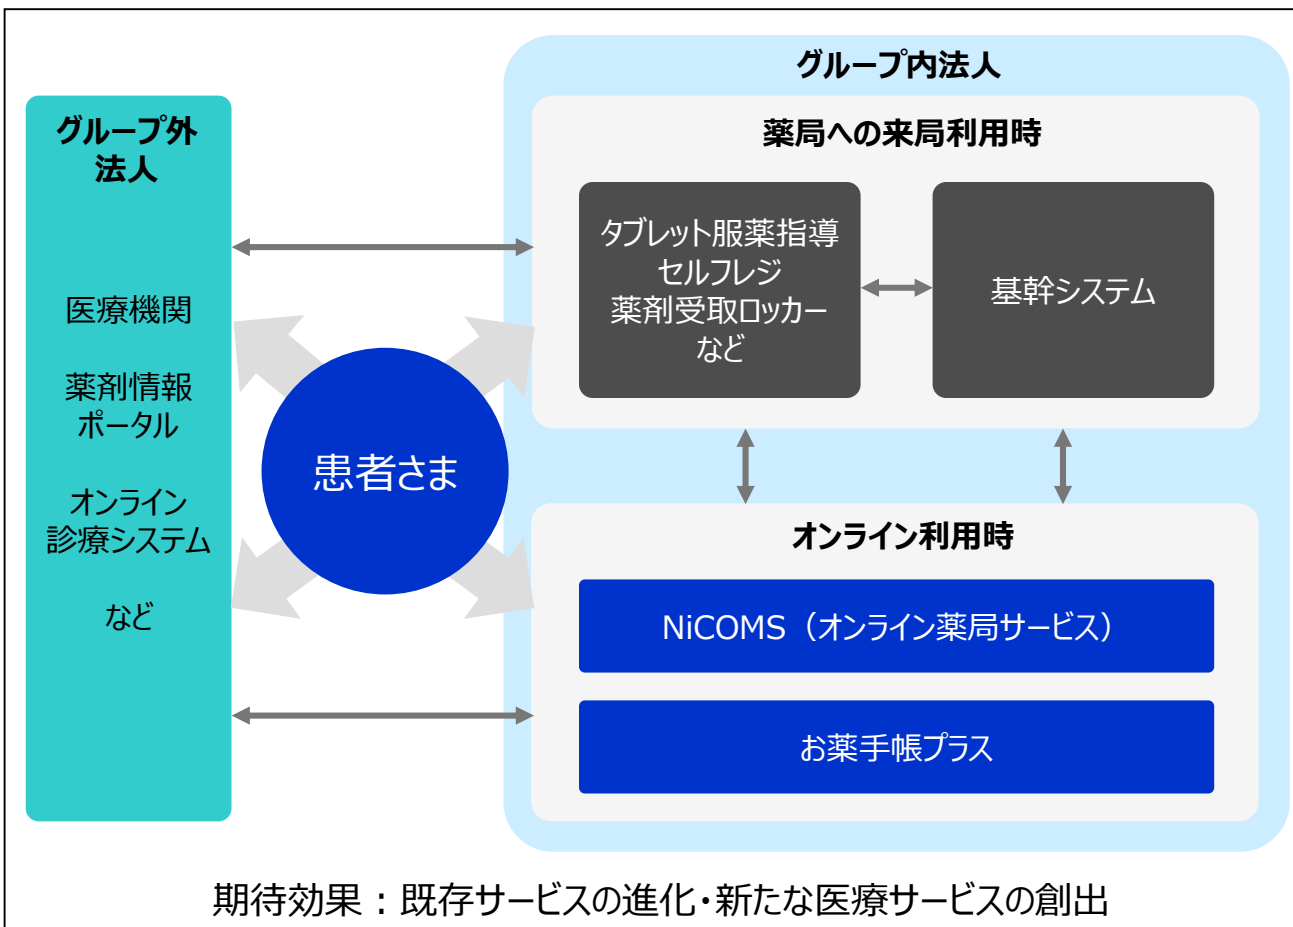 グループ内法人
グループ外
法人
医療機関
薬剤情報
ポータル
オンライン
診療システム
など
患者さま
薬局への来局利用時
タブレット服薬指導
セルフレジ
薬剤受取ロッカー
など
基幹システム
オンライン利用時
NiCOMS（オンライン薬局サービス）
お薬手帳プラス
期待効果：既存サービスの進化・新たな医療サービスの創出